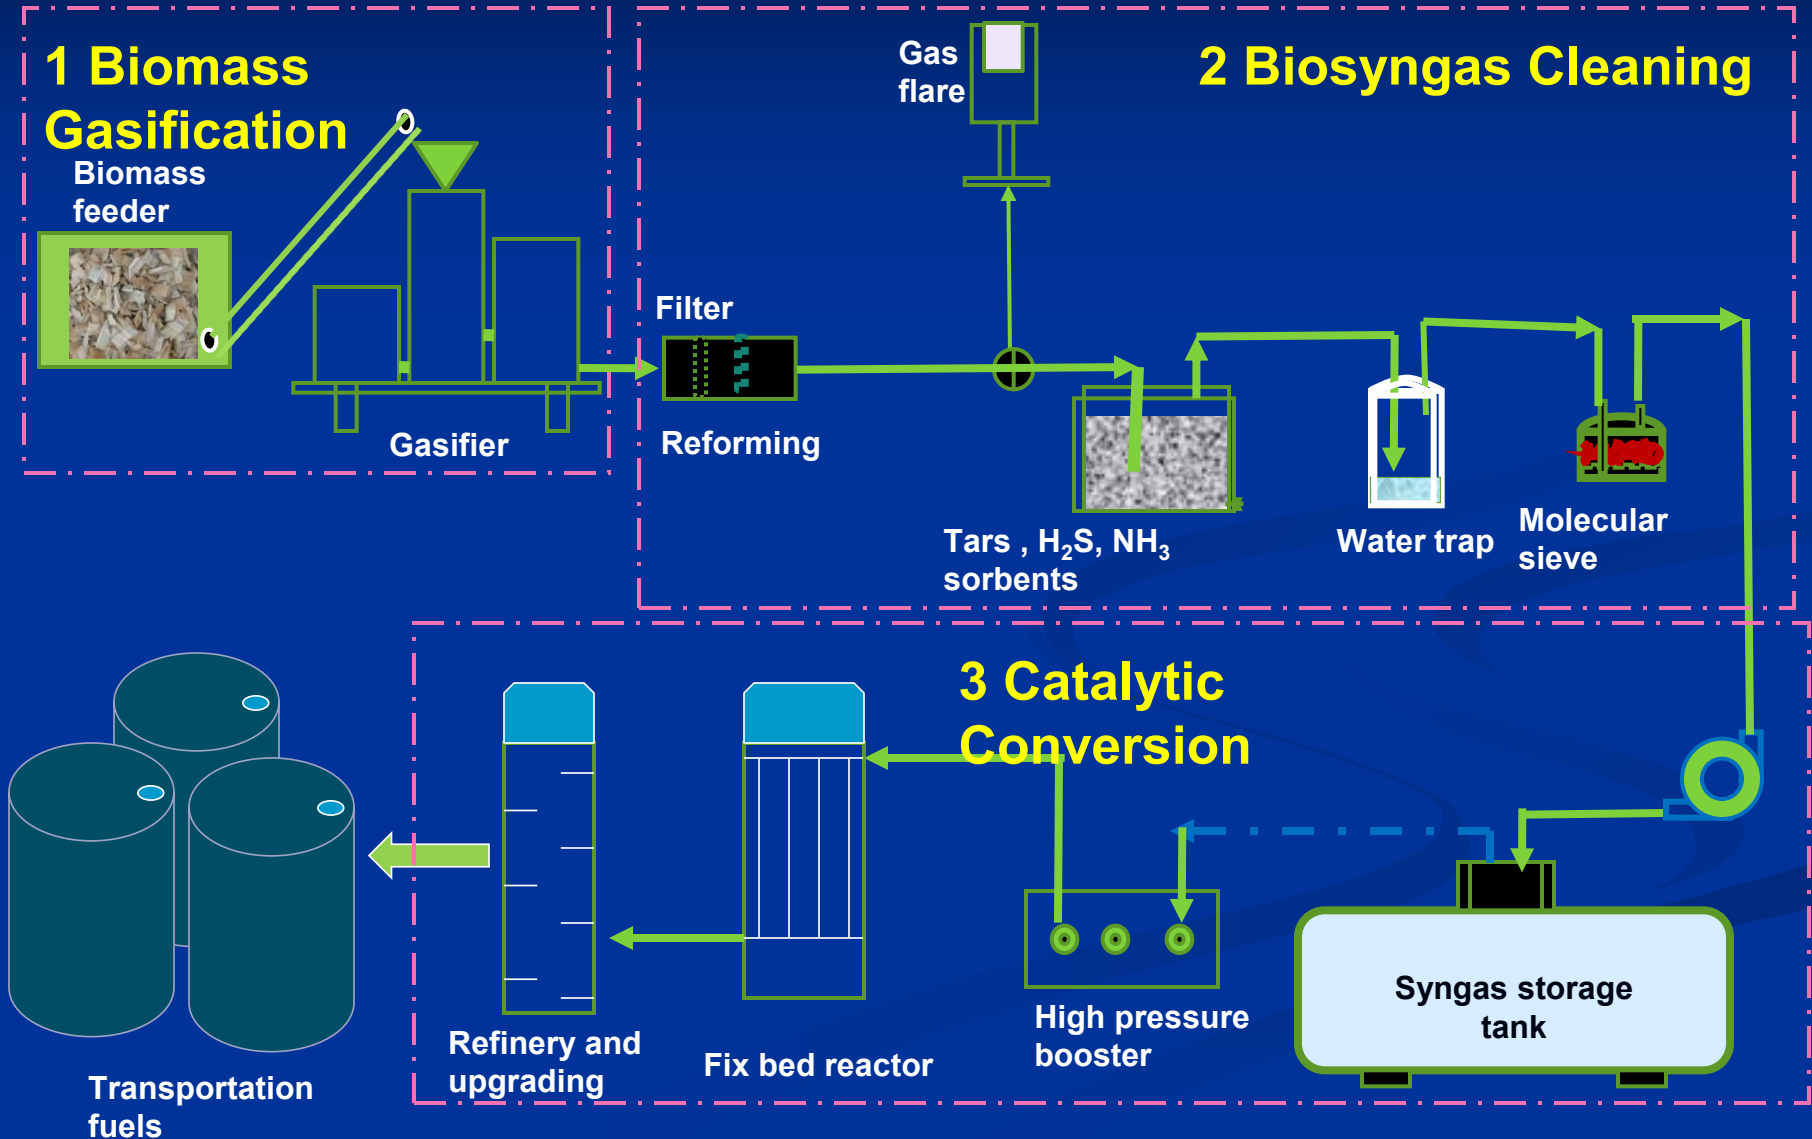 1 Biomass
Gasification
Biomass
feeder
Gasifier
2 Biosyngas Cleaning
Gas
flare
Filter
Reforming
Tars , H₂S, NH₃
sorbents
Water trap
Molecular
sieve
3 Catalytic
Conversion
Syngas storage
tank
High pressure
booster
Fix bed reactor
Refinery and
upgrading
Transportation
fuels